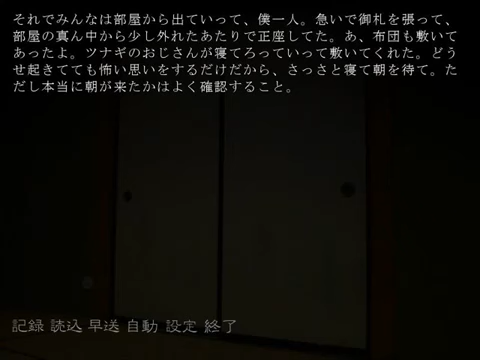 それでみんなは部屋から出ていって、僕一人。急いで御札を張って、
部屋の真ん中から少し外れたあたりで正座してた。あ、布団も敷いて
あったよ。ツナギのおじさんが寝てろっていって敷いてくれた。どう
せ起きてても怖い思いをするだけだから、さっさと寝て朝を待て。た
だし本当に朝が来たかはよく確認すること。
記録 読込 早送 自動 設定 終了